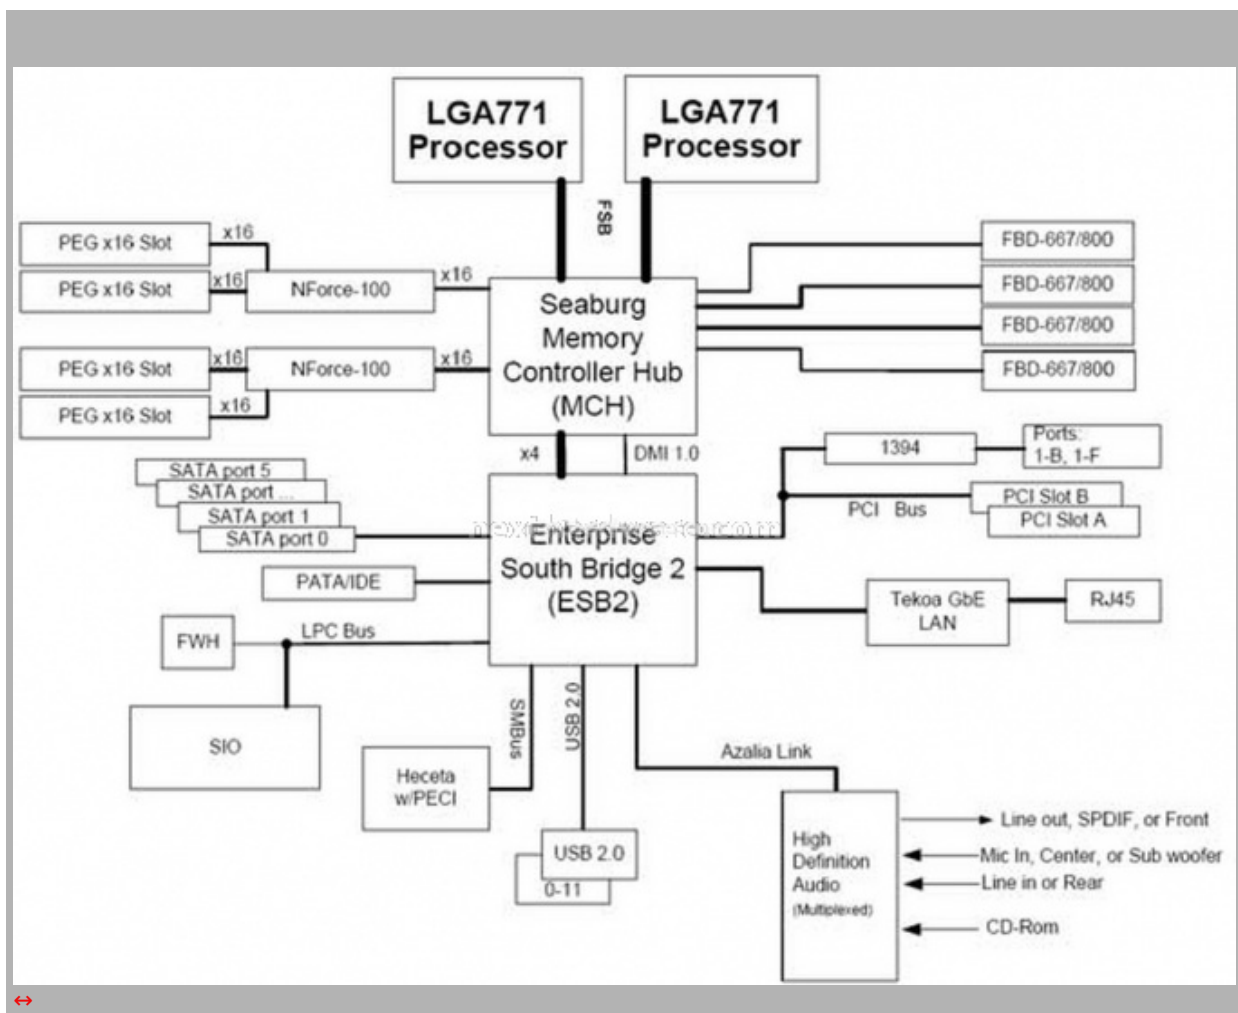 LGA771
Processor
LGA771
Processor
FSB
PEG x16 Slot
x16
PEG x16 Slot
x16
NForce-100
x16
PEG x16 Slot
x16
NForce-100
x16
PEG x16 Slot
x16
Seaburg
Memory
Controller Hub
(MCH)
FBD-667/800
FBD-667/800
FBD-667/800
FBD-667/800
x4
DMI 1.0
SATA port 5
SATA port ...
SATA port 1
SATA port 0
PATA/IDE
Enterprise
South Bridge 2
(ESB2)
1394
Ports:
1-B, 1-F
PCI Bus
PCI Slot B
PCI Slot A
Tekoa GbE
LAN
RJ45
FWH
LPC Bus
SIO
SMBus
USB 2.0
Heceta
w/PECI
USB 2.0
0-11
Azalia Link
High
Definition
Audio
(Multiplexed)
Line out, SPDIF, or Front
Mic In, Center, or Sub woofer
Line in or Rear
CD-Rom